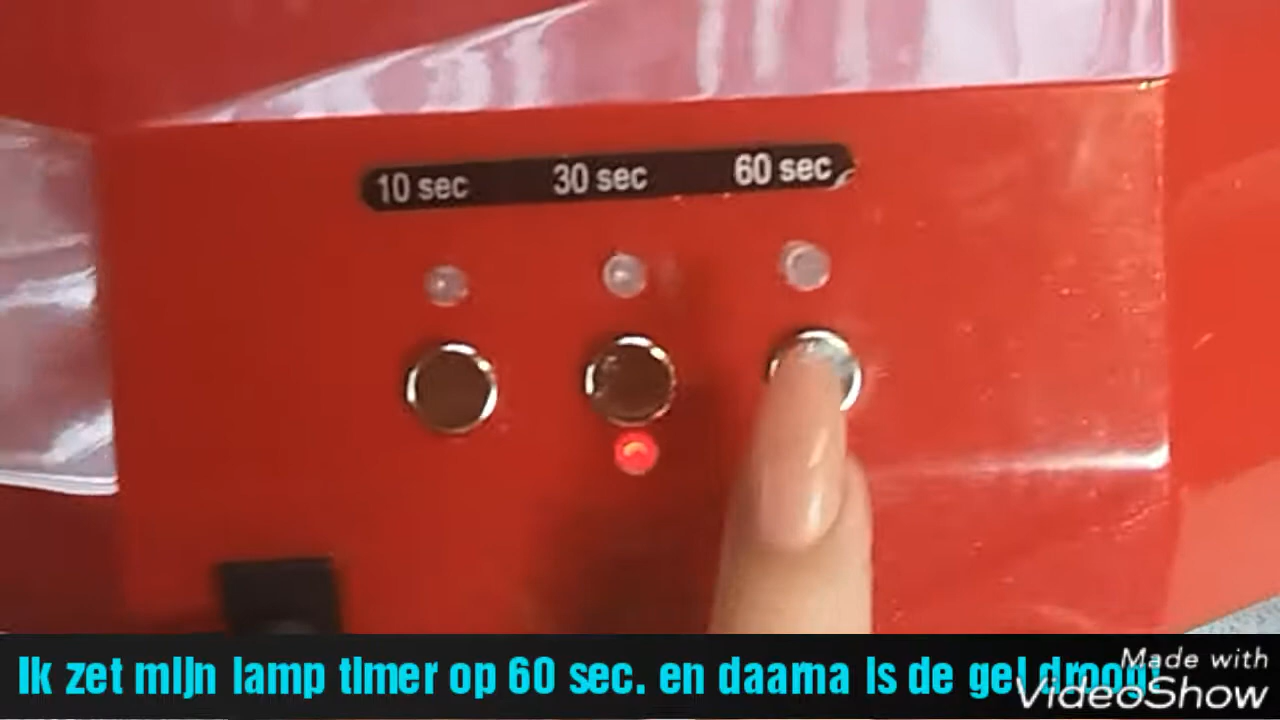 10 sec 30 sec 60 sec
Ik zet mijn lamp timer op 60 sec. en daarna is de gel droog!
Made with
VideoShow